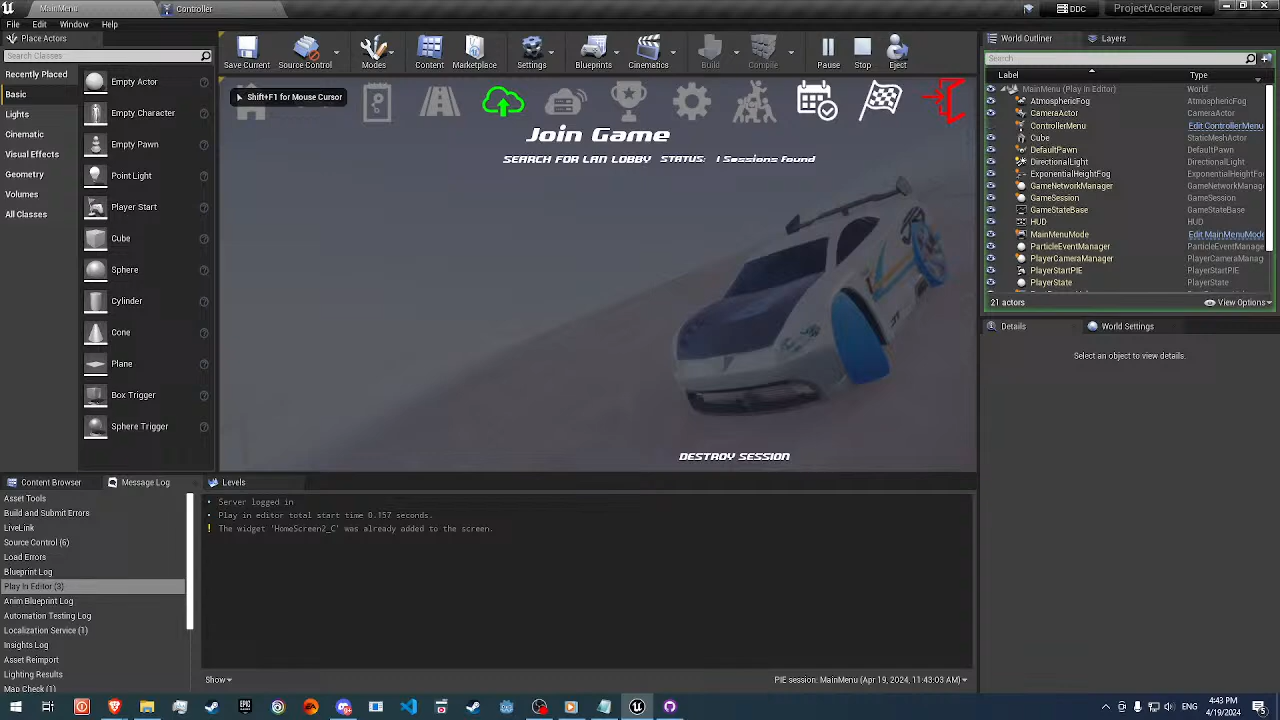 MainMenu
Controller
DDC
ProjectAcceleracer
File
Edit
Window
Help
Place Actors
Search Classes
Recently Placed
Basic
Lights
Cinematic
Visual Effects
Geometry
Volumes
All Classes
Empty Actor
Empty Character
Empty Pawn
Point Light
Player Start
Cube
Sphere
Cylinder
Cone
Plane
Box Trigger
Sphere Trigger
Save Current
Source Control
Modes
Content
Marketplace
Settings
Blueprints
Cinematics
Build
Compile
Pause
Stop
Eject
Shift+F1 for Mouse Cursor
Join Game
SEARCH FOR LAN LOBBY STATUS: 1 Sessions Found
DESTROY SESSION
World Outliner
Layers
Search
Label
Type
MainMenu (Play In Editor)
World
AtmosphericFog
AtmosphericFog
CameraActor
CameraActor
ControllerMenu
Edit ControllerMenu
Cube
StaticMeshActor
DefaultPawn
DefaultPawn
DirectionalLight
DirectionalLight
ExponentialHeightFog
ExponentialHeightFo
GameNetworkManager
GameNetworkManag
GameSession
GameSession
GameStateBase
GameStateBase
HUD
HUD
MainMenuMode
Edit MainMenuMode
ParticleEventManager
ParticleEventManage
PlayerCameraManager
PlayerCameraManag
PlayerStartPIE
PlayerStartPIE
PlayerState
PlayerState
21 actors
View Options
Details
World Settings
Select an object to view details.
Content Browser
Message Log
Levels
Asset Tools
Build and Submit Errors
LiveLink
Source Control (6)
Load Errors
Blueprint Log
Play In Editor (3)
Anim Blueprint Log
Automation Testing Log
Localization Service (1)
Insights Log
Asset Reimport
Lighting Results
Map Check (1)
Server logged in
Play in editor total start time 0.157 seconds.
The widget 'HomeScreen2_C' was already added to the screen.
Show
PIE session: MainMenu (Apr 19, 2024, 11:43:03 AM)
4:43 PM
4/19/2024